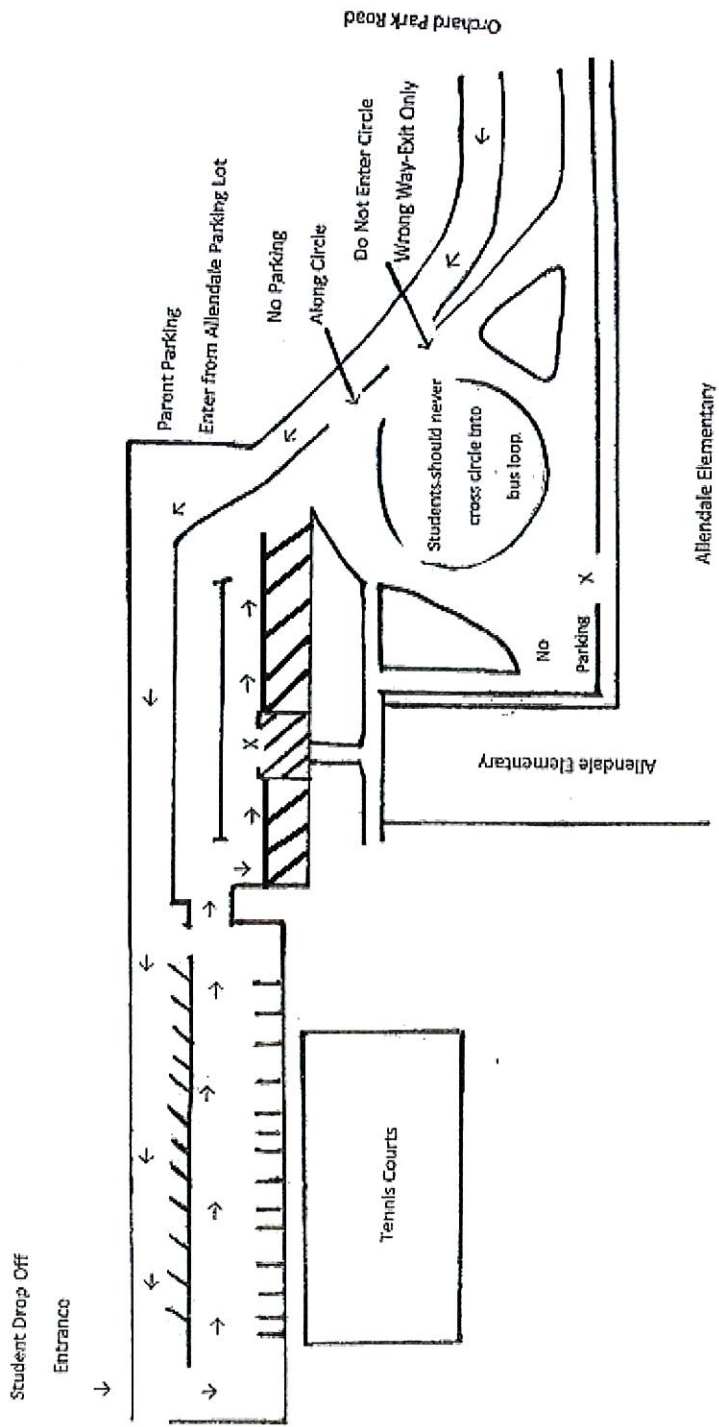 Student Drop Off
Entrance
Parent Parking
Enter from Allendale Parking Lot
No Parking
Along Circle
Do Not Enter Circle
Wrong Way-Exit Only
Orchard Park Road
Students should never
cross circle into
bus loop.
X
No
Parking
X
Allendale Elementary
Allendale Elementary
Tennis Courts